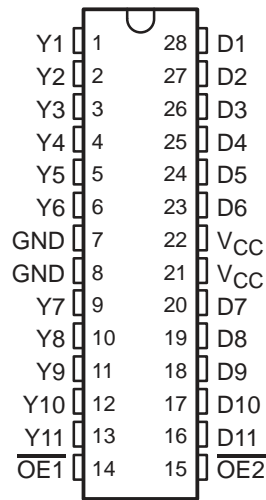 Y1 1 28 D1
Y2 2 27 D2
Y3 3 26 D3
Y4 4 25 D4
Y5 5 24 D5
Y6 6 23 D6
GND 7 22 VCC
GND 8 21 VCC
Y7 9 20 D7
Y8 10 19 D8
Y9 11 18 D9
Y10 12 17 D10
Y11 13 16 D11
O̅E̅1̅ 14 15 O̅E̅2̅